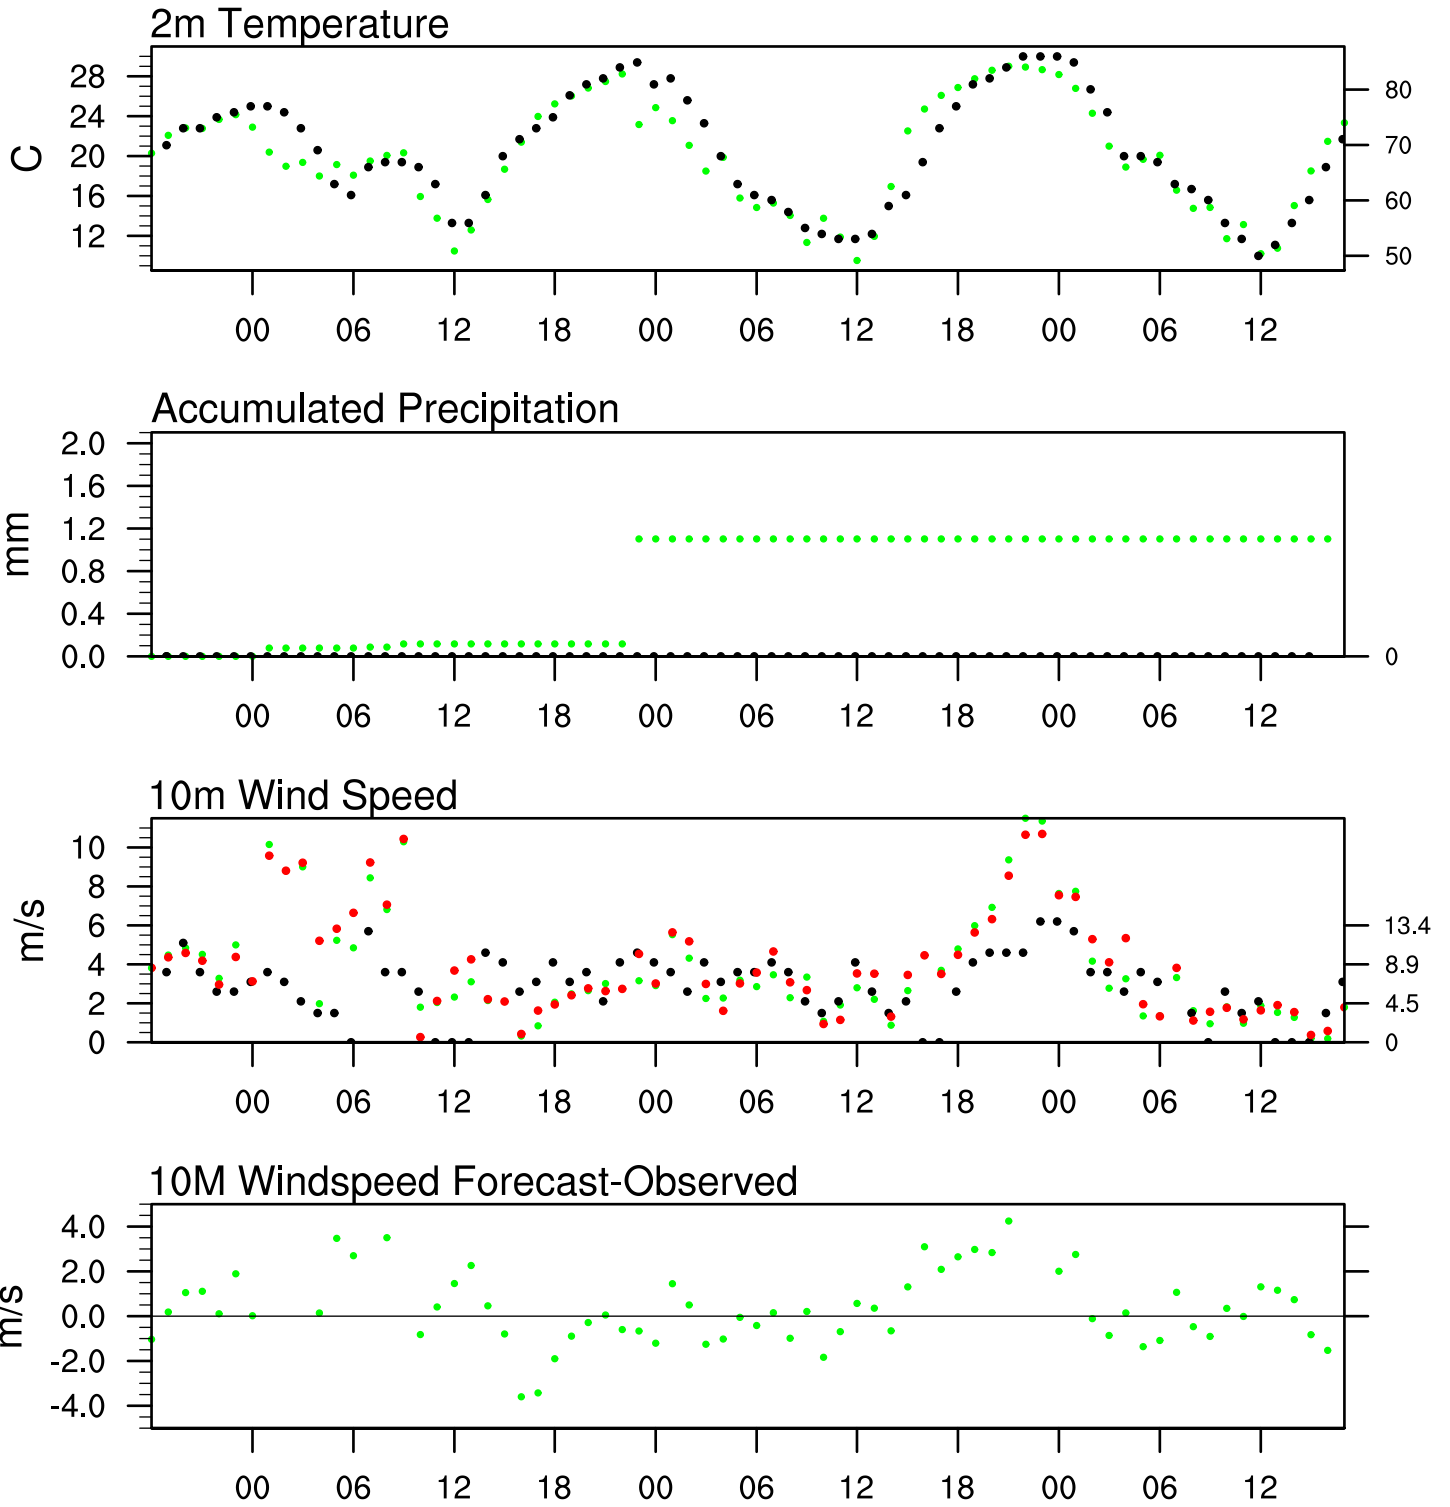 2m Temperature
C
28
24
20
16
12
80
70
60
50
00 06 12 18 00 06 12 18 00 06 12
Accumulated Precipitation
mm
2.0
1.6
1.2
0.8
0.4
0.0
0
00 06 12 18 00 06 12 18 00 06 12
10m Wind Speed
m/s
10
8
6
4
2
0
13.4
8.9
4.5
0
00 06 12 18 00 06 12 18 00 06 12
10M Windspeed Forecast-Observed
m/s
4.0
2.0
0.0
-2.0
-4.0
00 06 12 18 00 06 12 18 00 06 12